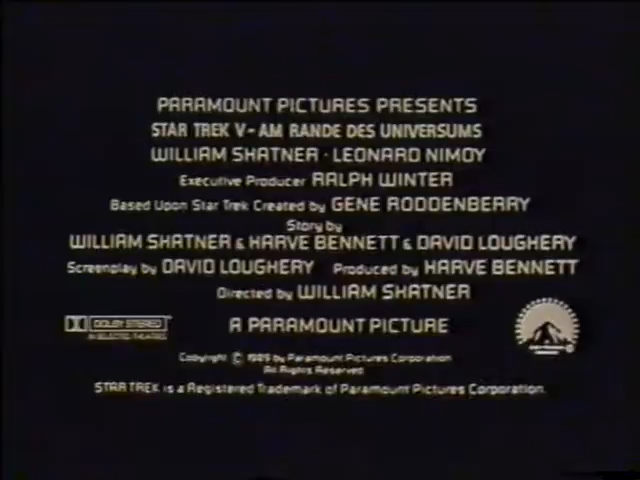 PARAMOUNT PICTURES PRESENTS
STAR TREK V - AM RANDE DES UNIVERSUMS
WILLIAM SHATNER · LEONARD NIMOY
Executive Producer RALPH WINTER
Based Upon Star Trek Created by GENE RODDENBERRY
Story by
WILLIAM SHATNER & HARVE BENNETT & DAVID LOUGHERY
Screenplay by DAVID LOUGHERY Produced by HARVE BENNETT
Directed by WILLIAM SHATNER
DOLBY STEREO
IN SELECTED THEATRES
A PARAMOUNT PICTURE
Copyright © 1989 by Paramount Pictures Corporation
All Rights Reserved
STAR TREK is a Registered Trademark of Paramount Pictures Corporation.